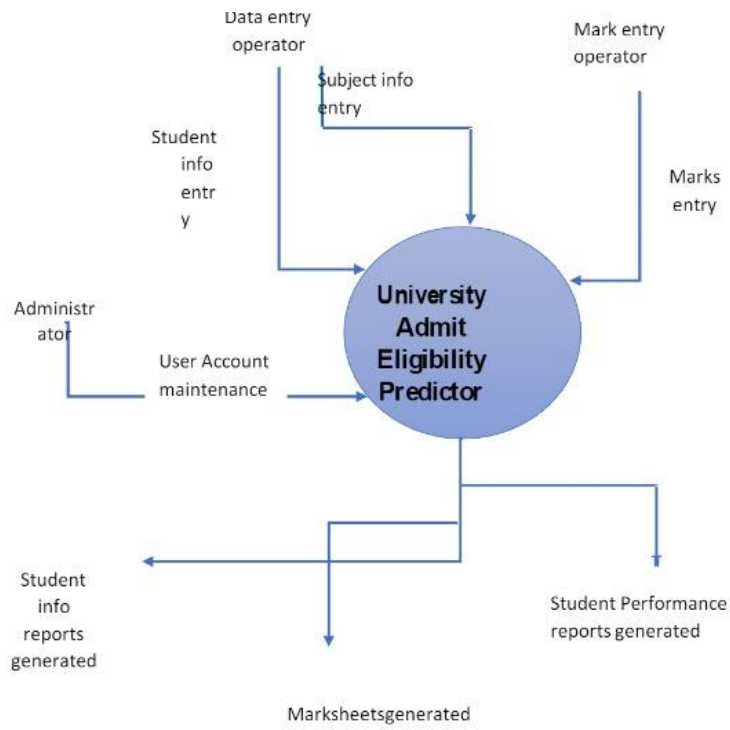 Data entry
operator
Subject info
entry
Mark entry
operator
Student
info
entr
y
Marks
entry
University
Admit
Eligibility
Predictor
Administr
ator
User Account
maintenance
Student
info
reports
generated
Student Performance
reports generated
Marksheetsgenerated